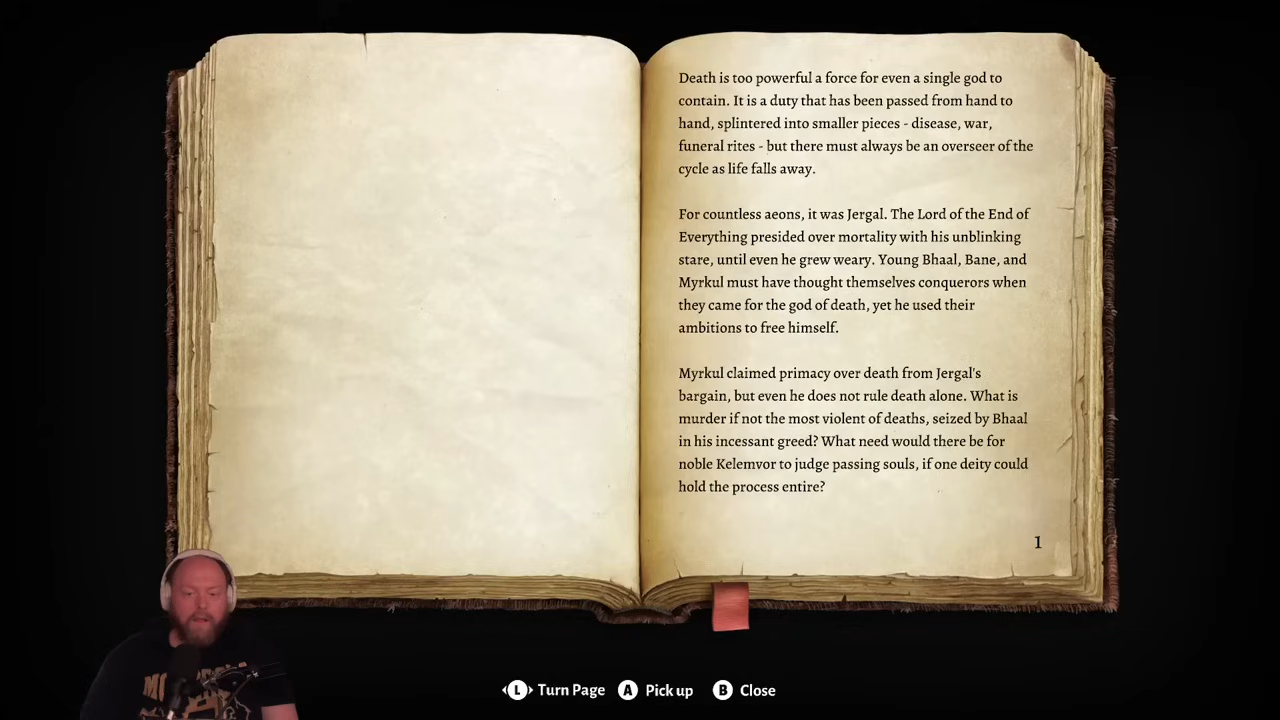 Death is too powerful a force for even a single god to
contain. It is a duty that has been passed from hand to
hand, splintered into smaller pieces - disease, war,
funeral rites - but there must always be an overseer of the
cycle as life falls away.
For countless aeons, it was Jergal. The Lord of the End of
Everything presided over mortality with his unblinking
stare, until even he grew weary. Young Bhaal, Bane, and
Myrkul must have thought themselves conquerors when
they came for the god of death, yet he used their
ambitions to free himself.
Myrkul claimed primacy over death from Jergal's
bargain, but even he does not rule death alone. What is
murder if not the most violent of deaths, seized by Bhaal
in his incessant greed? What need would there be for
noble Kelemvor to judge passing souls, if one deity could
hold the process entire?
1
L Turn Page A Pick up B Close